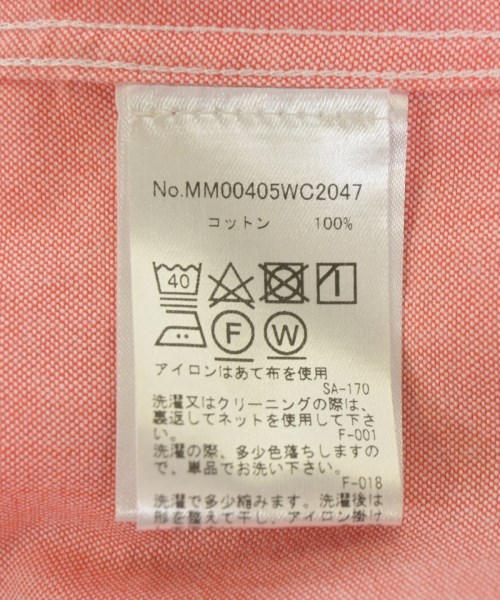 No.MM00405WC2047
コットン 100%
40
F W
アイロンはあて布を使用
SA-170
洗濯又はクリーニングの際は、
裏返してネットを使用して下さ
い。 F-001
洗濯の際、多少色落ちしますの
で、単品でお洗い下さい。
F-018
洗濯で多少縮みます。洗濯後は
形を整えて干し、アイロン掛け